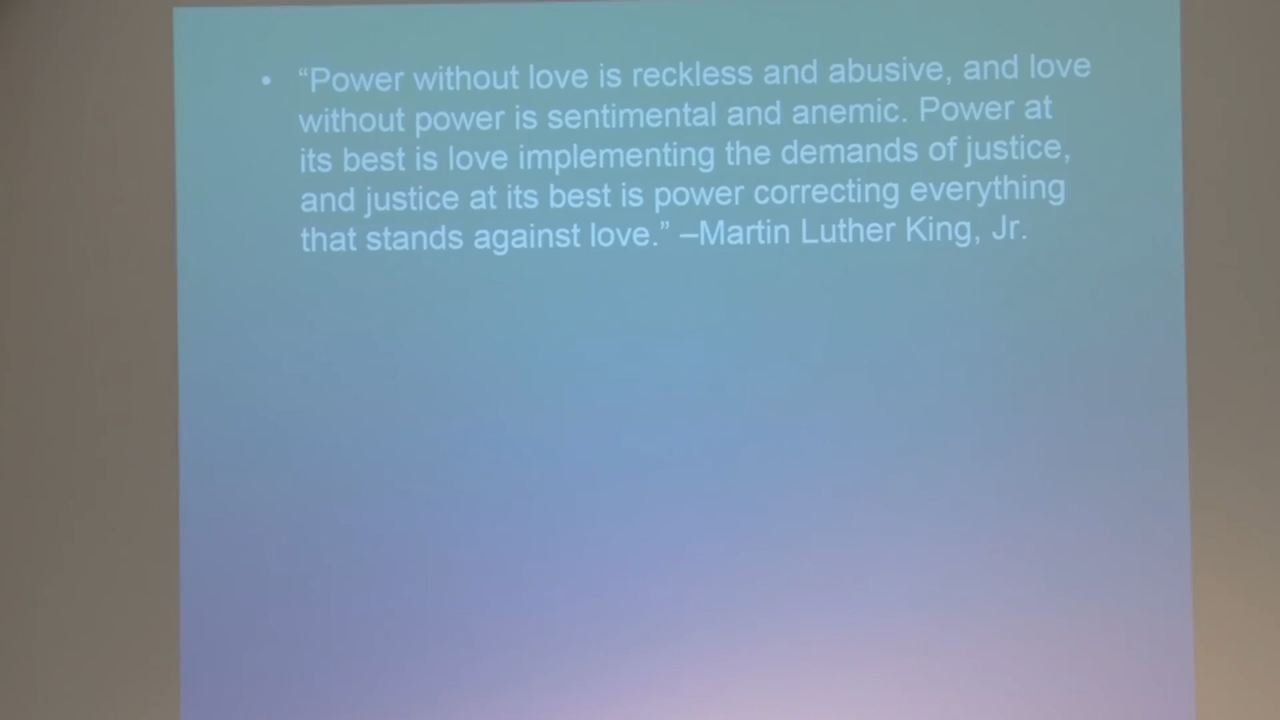 • “Power without love is reckless and abusive, and love
without power is sentimental and anemic. Power at
its best is love implementing the demands of justice,
and justice at its best is power correcting everything
that stands against love.” –Martin Luther King, Jr.